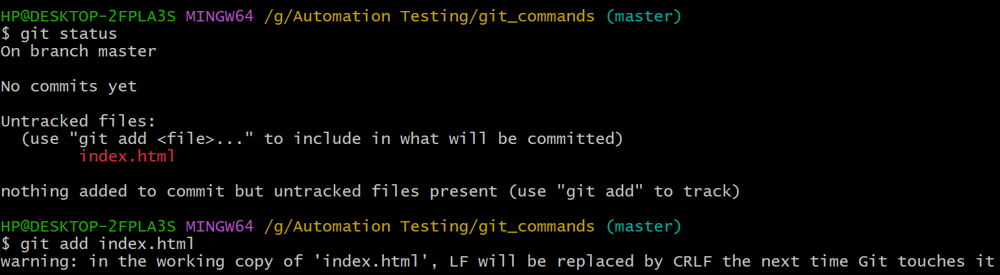 HP@DESKTOP-2FPLA3S MINGW64 /g/Automation Testing/git_commands (master)
$ git status
On branch master
No commits yet
Untracked files:
  (use "git add <file>..." to include in what will be committed)
        index.html
nothing added to commit but untracked files present (use "git add" to track)
HP@DESKTOP-2FPLA3S MINGW64 /g/Automation Testing/git_commands (master)
$ git add index.html
warning: in the working copy of 'index.html', LF will be replaced by CRLF the next time Git touches it